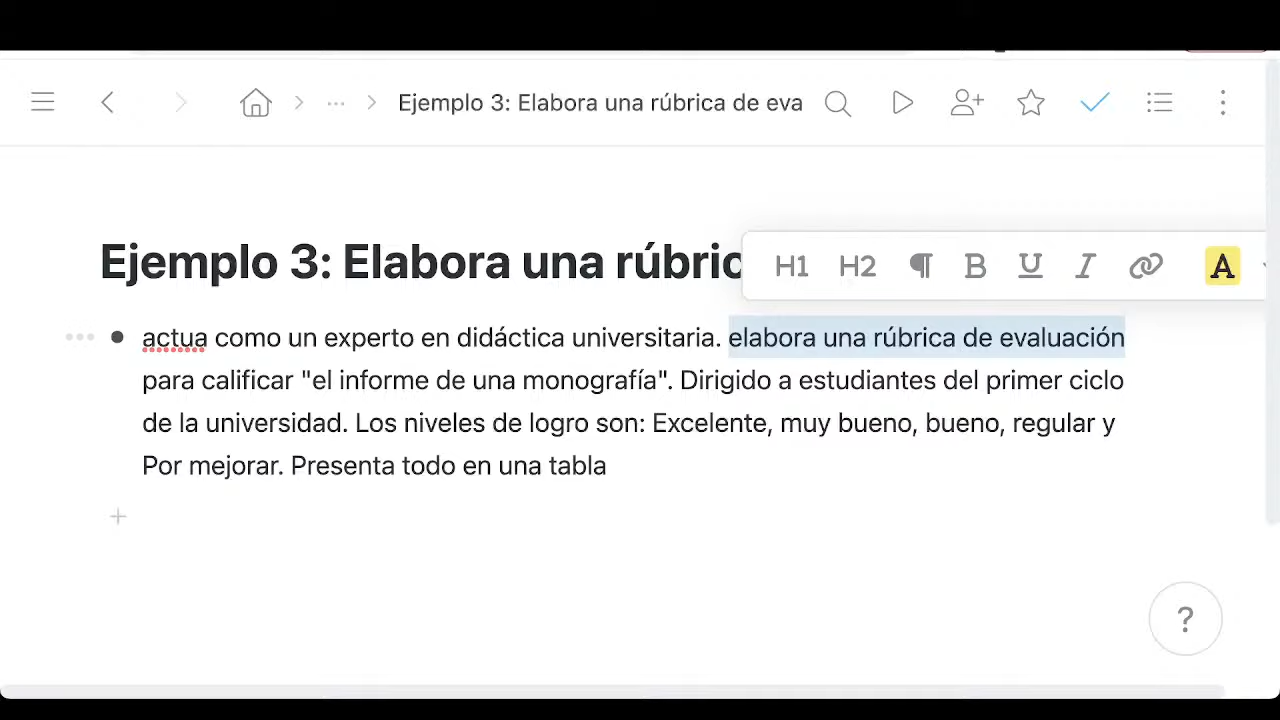 Ejemplo 3: Elabora una rúbrica de eva
Ejemplo 3: Elabora una rúbric
H1 H2 B U I A
actua como un experto en didáctica universitaria. elabora una rúbrica de evaluación
para calificar "el informe de una monografía". Dirigido a estudiantes del primer ciclo
de la universidad. Los niveles de logro son: Excelente, muy bueno, bueno, regular y
Por mejorar. Presenta todo en una tabla
?